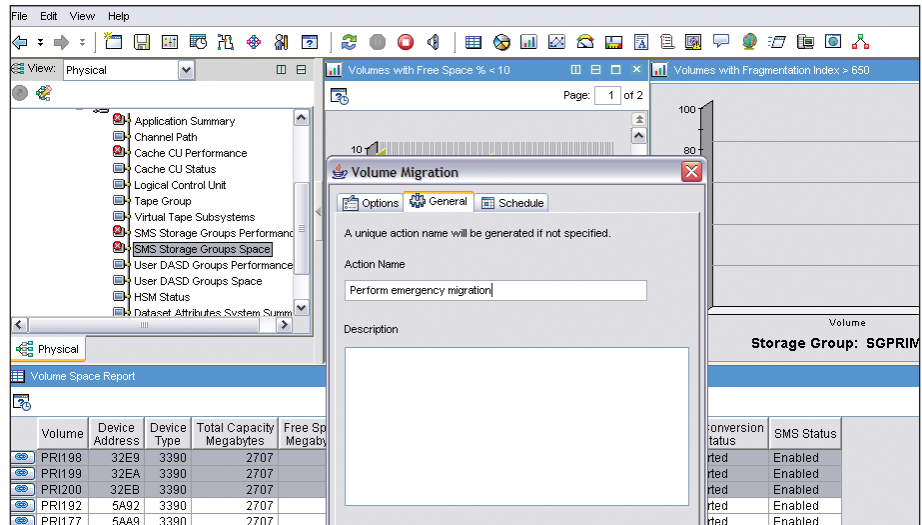 File Edit View Help
View: Physical
Application Summary
Channel Path
Cache CU Performance
Cache CU Status
Logical Control Unit
Tape Group
Virtual Tape Subsystems
SMS Storage Groups Performanc
SMS Storage Groups Space
User DASD Groups Performance
User DASD Groups Space
HSM Status
Dataset Attributes System Summ
Physical
Volumes with Free Space % < 10
Page: 1 of 2
10
Volumes with Fragmentation Index > 650
100
80
Volume
Storage Group: SGPRIM
Volume Migration
Options General Schedule
A unique action name will be generated if not specified.
Action Name
Perform emergency migration
Description
Volume Space Report
Volume Device Address Device Type Total Capacity Megabytes Free Sp Megaby onversion tatus SMS Status
PRI198 32E9 3390 2707 rted Enabled
PRI199 32EA 3390 2707 rted Enabled
PRI200 32EB 3390 2707 rted Enabled
PRI192 5A92 3390 2707 rted Enabled
PRI177 5AA9 3390 2707 rted Enabled